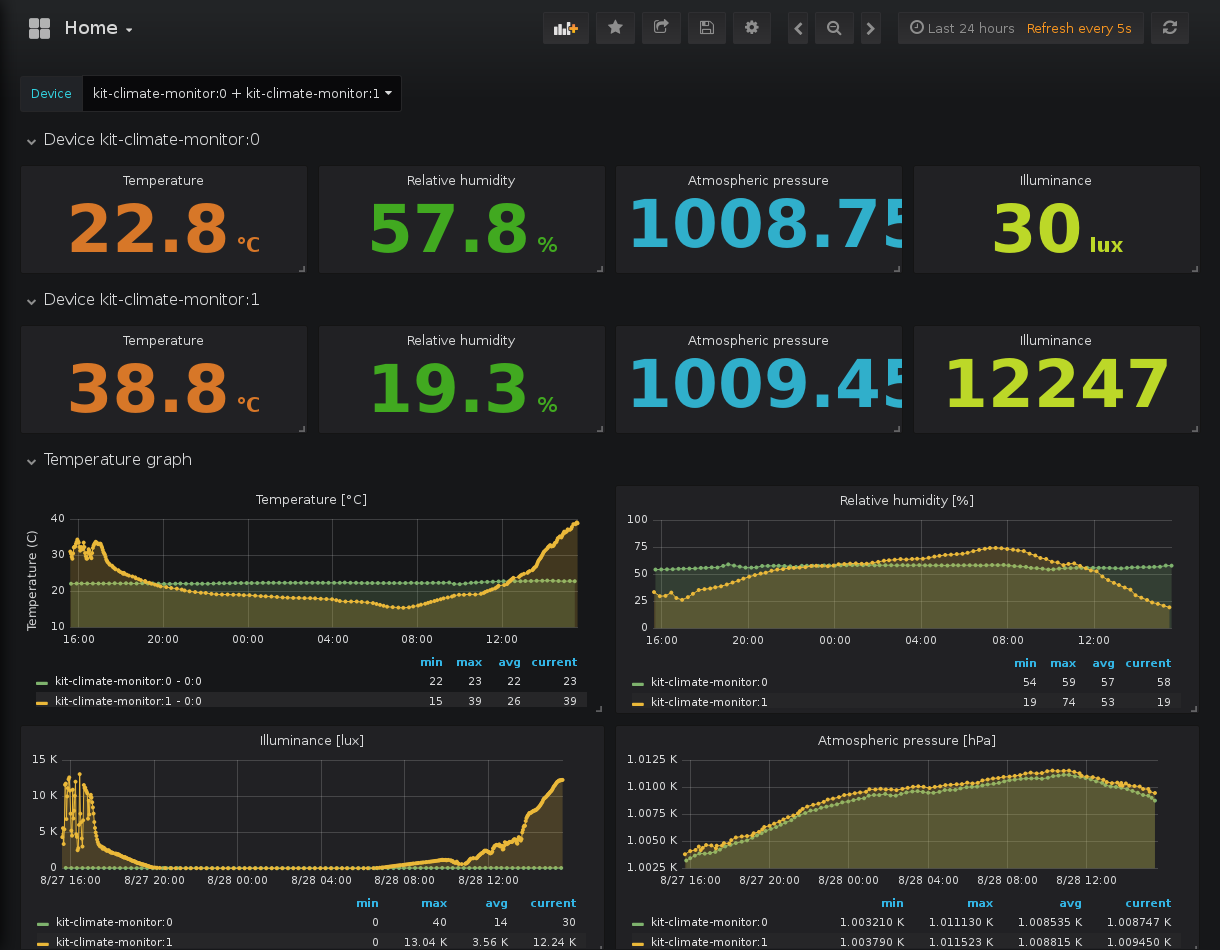 Home
Last 24 hours Refresh every 5s
Device kit-climate-monitor:0 + kit-climate-monitor:1
Device kit-climate-monitor:0
Temperature Relative humidity Atmospheric pressure Illuminance
22.8 °C 57.8 % 1008.75 30 lux
Device kit-climate-monitor:1
Temperature Relative humidity Atmospheric pressure Illuminance
38.8 °C 19.3 % 1009.45 12247
Temperature graph
Temperature [°C]
Temperature (C)
40
30
20
10
16:00 20:00 00:00 04:00 08:00 12:00
min max avg current
kit-climate-monitor:0 - 0:0 22 23 22 23
kit-climate-monitor:1 - 0:0 15 39 26 39
Relative humidity [%]
100
75
50
25
0
16:00 20:00 00:00 04:00 08:00 12:00
min max avg current
kit-climate-monitor:0 54 59 57 58
kit-climate-monitor:1 19 74 53 19
Illuminance [lux]
15 K
10 K
5 K
0
8/27 16:00 8/27 20:00 8/28 00:00 8/28 04:00 8/28 08:00 8/28 12:00
min max avg current
kit-climate-monitor:0 0 40 14 30
kit-climate-monitor:1 0 13.04 K 3.56 K 12.24 K
Atmospheric pressure [hPa]
1.0125 K
1.0100 K
1.0075 K
1.0050 K
1.0025 K
8/27 16:00 8/27 20:00 8/28 00:00 8/28 04:00 8/28 08:00 8/28 12:00
min max avg current
kit-climate-monitor:0 1.003210 K 1.011130 K 1.008535 K 1.008747 K
kit-climate-monitor:1 1.003790 K 1.011523 K 1.008815 K 1.009450 K